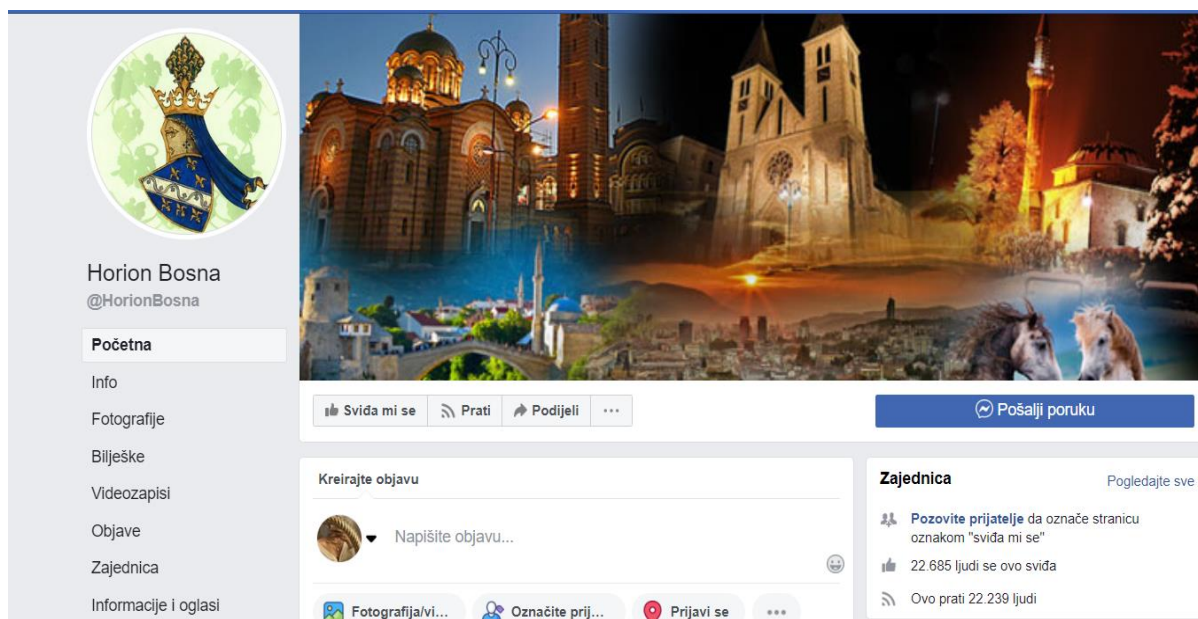 Horion Bosna
@HorionBosna
Početna
Info
Fotografije
Bilješke
Videozapisi
Objave
Zajednica
Informacije i oglasi
Sviđa mi se
Prati
Podijeli
Pošalji poruku
Kreirajte objavu
Napišite objavu...
Fotografija/vi...
Označite prij...
Prijavi se
Zajednica
Pogledajte sve
Pozovite prijatelje da označe stranicu
oznakom "sviđa mi se"
22.685 ljudi se ovo sviđa
Ovo prati 22.239 ljudi